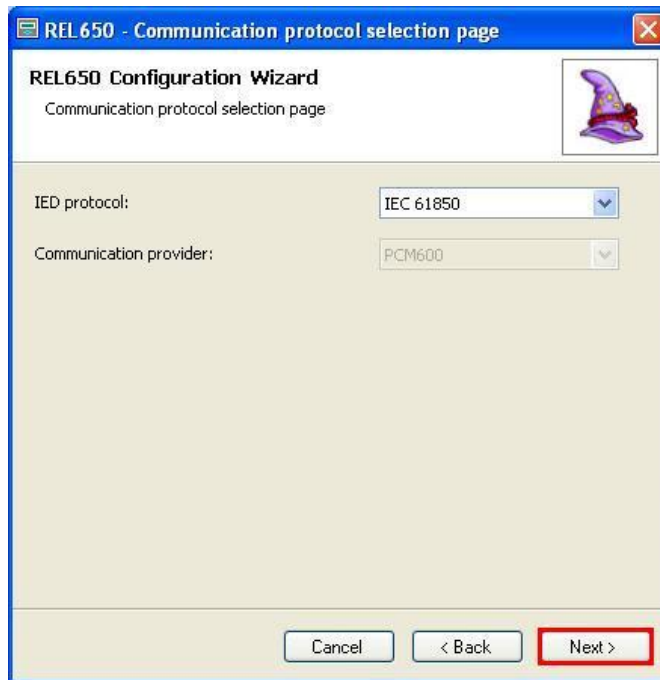 REL650 - Communication protocol selection page
REL650 Configuration Wizard
Communication protocol selection page
IED protocol:
IEC 61850
Communication provider:
PCM600
Cancel
< Back
Next >